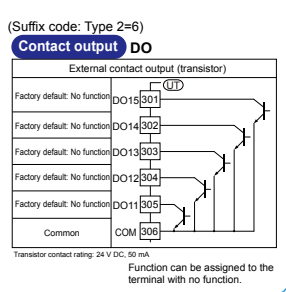 (Suffix code: Type 2=6)
Contact output DO
External contact output (transistor)
UT
Factory default: No function DO15 301
Factory default: No function DO14 302
Factory default: No function DO13 303
Factory default: No function DO12 304
Factory default: No function DO11 305
Common COM 306
Transistor contact rating: 24 V DC, 50 mA
Function can be assigned to the
terminal with no function.